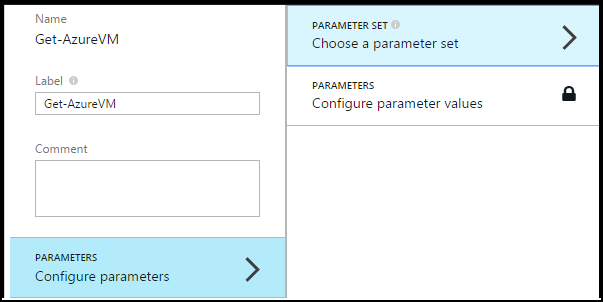 Name
Get-AzureVM
Label
Get-AzureVM
Comment
PARAMETERS
Configure parameters
PARAMETER SET
Choose a parameter set
PARAMETERS
Configure parameter values